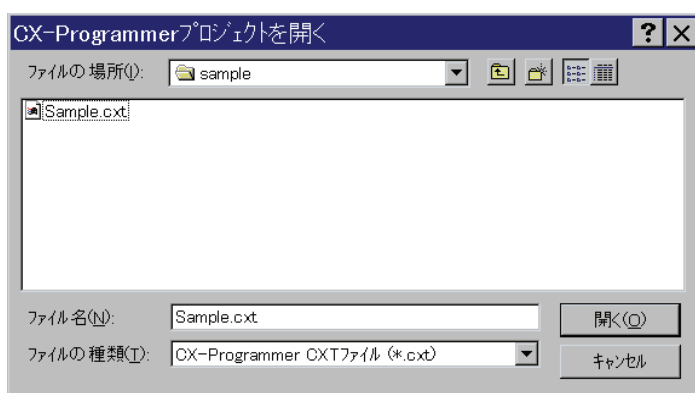 CX-Programmerプロジェクトを開く
ファイルの場所(I): sample
Sample.cxt
ファイル名(N): Sample.cxt 開く(O)
ファイルの種類(T): CX-Programmer CXTファイル (*.cxt) キャンセル